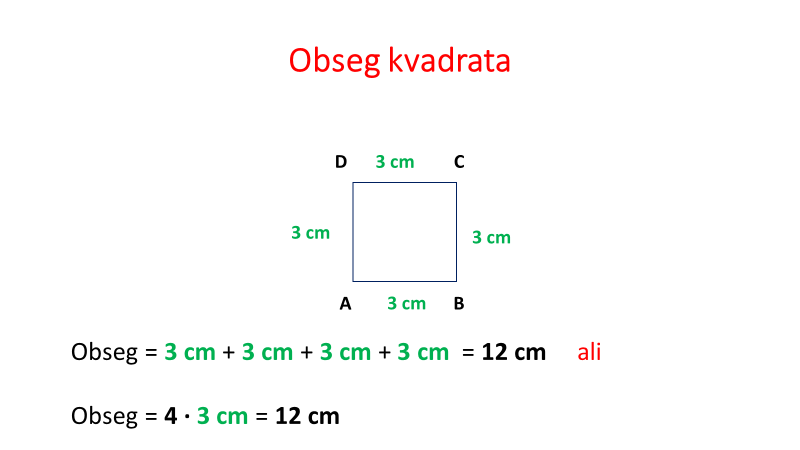 Obseg kvadrata
D 3 cm C
3 cm
3 cm
A 3 cm B
Obseg = 3 cm + 3 cm + 3 cm + 3 cm = 12 cm ali
Obseg = 4 · 3 cm = 12 cm